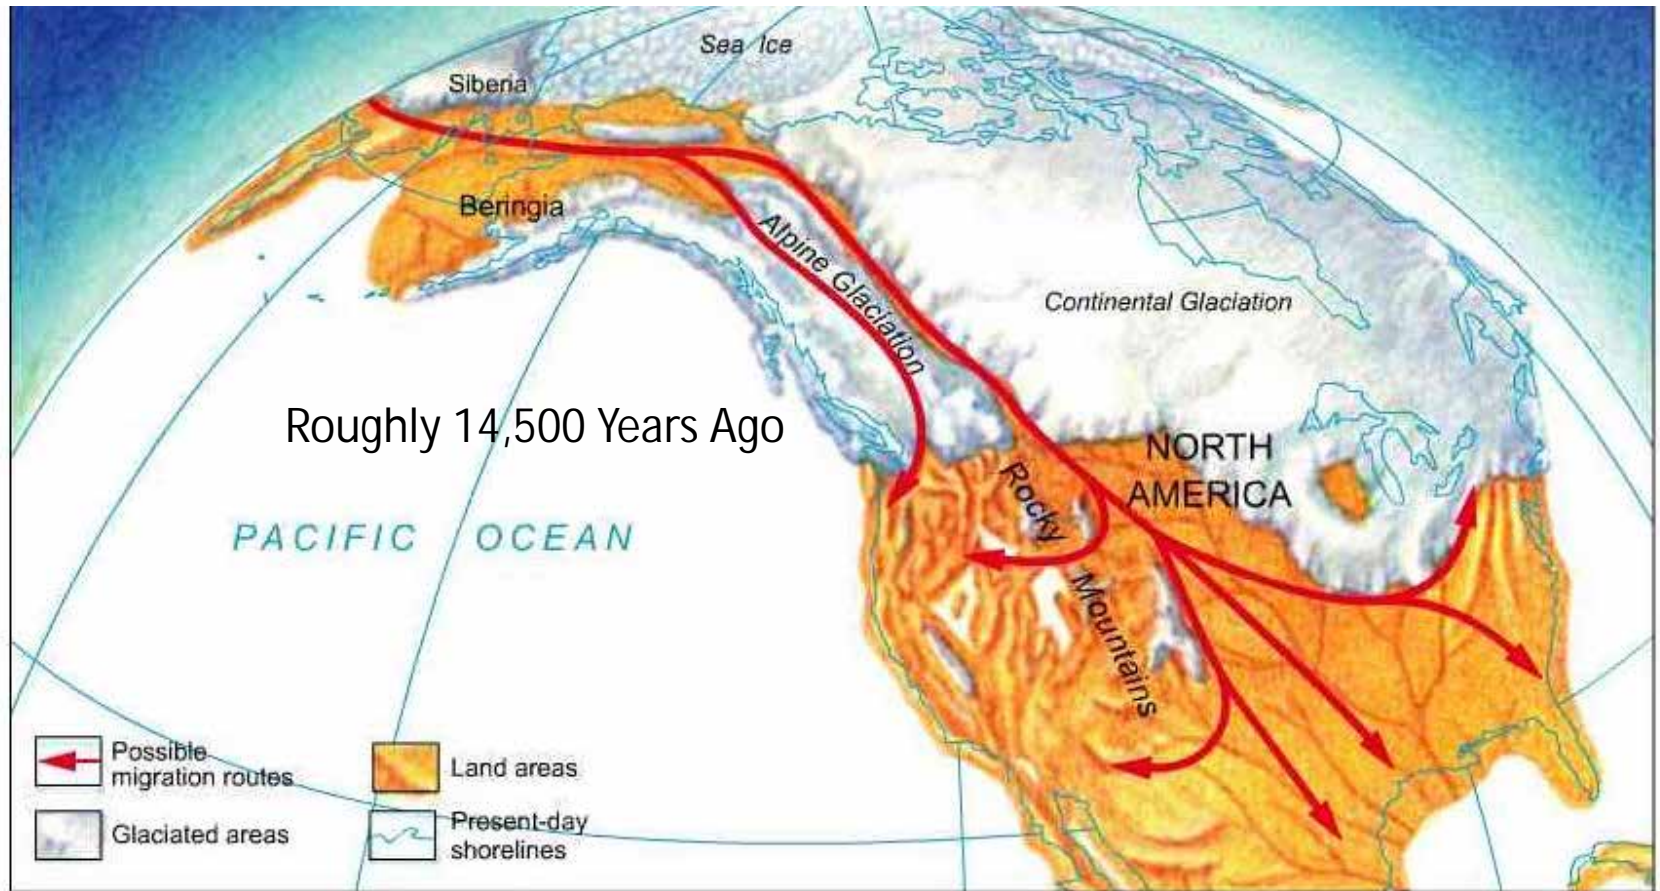 Sea Ice
Siberia
Beringia
Alpine Glaciation
Continental Glaciation
Roughly 14,500 Years Ago
NORTH
AMERICA
Rocky
Mountains
PACIFIC OCEAN
Possible
migration routes
Land areas
Glaciated areas
Present-day
shorelines